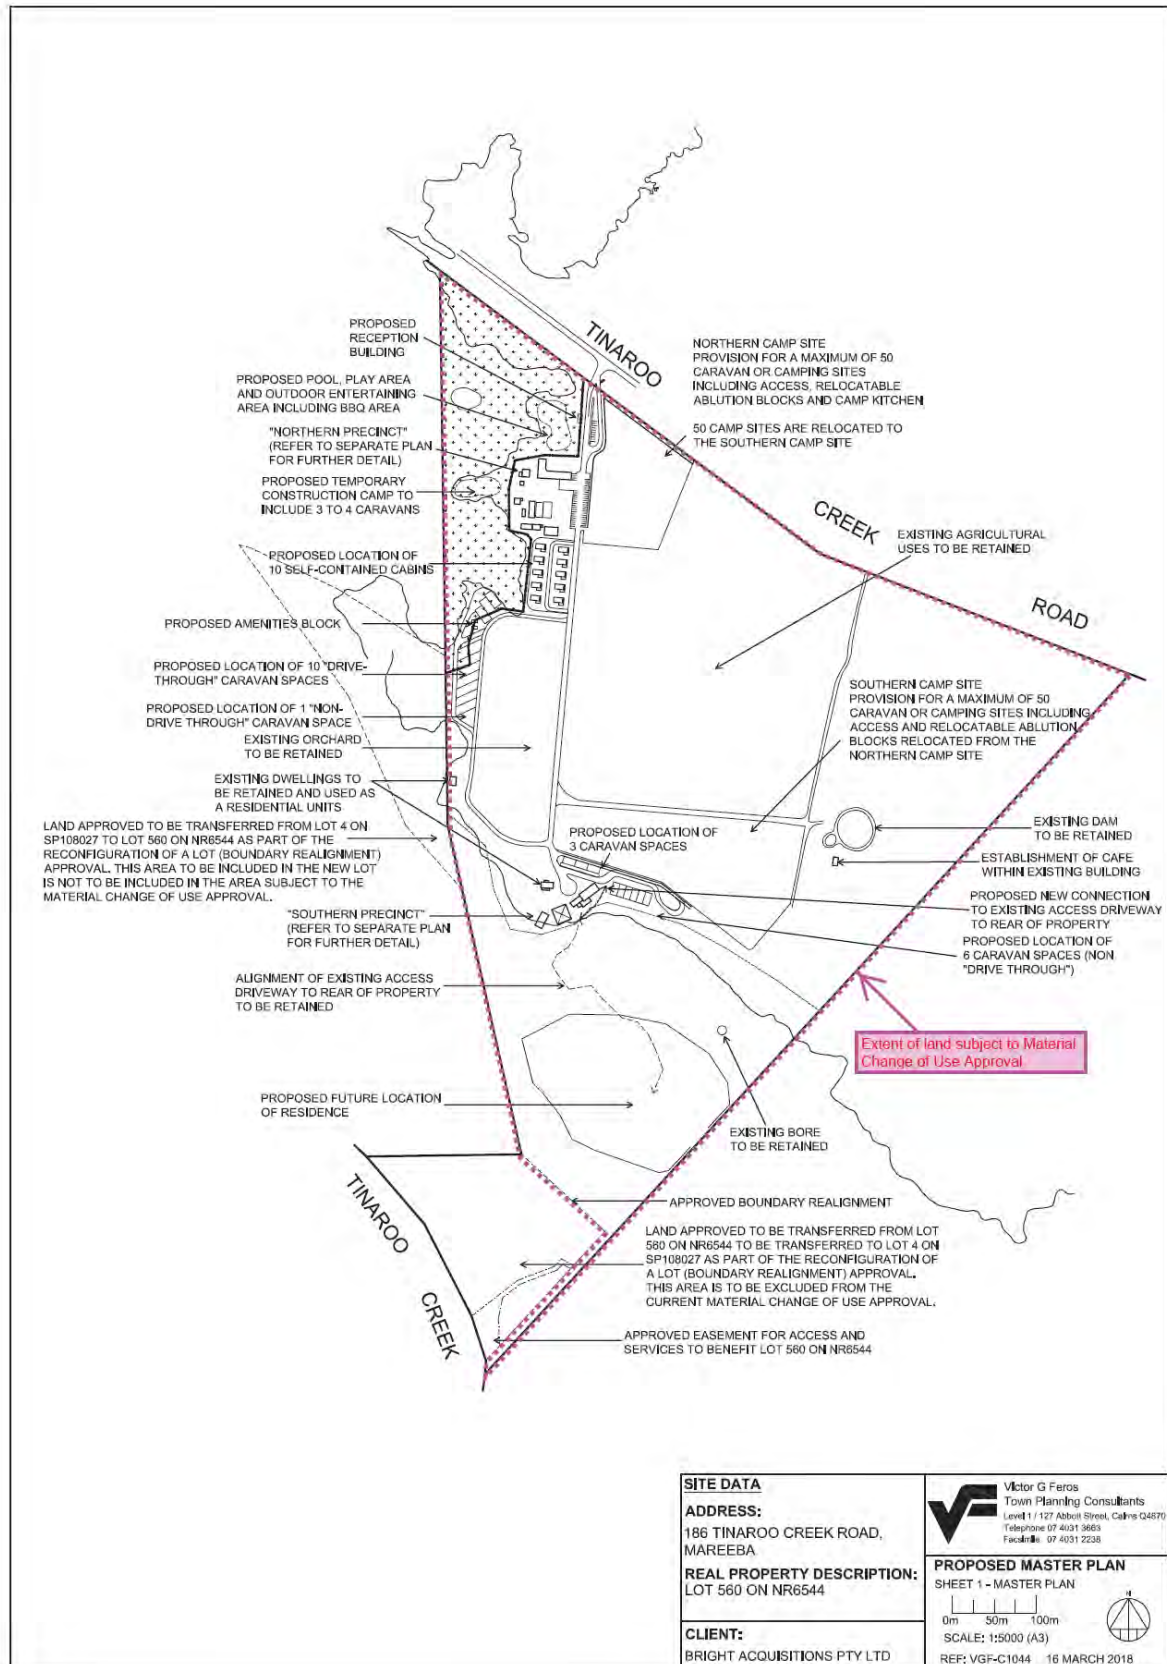 TINAROO
CREEK
ROAD
PROPOSED
RECEPTION
BUILDING
PROPOSED POOL, PLAY AREA
AND OUTDOOR ENTERTAINING
AREA INCLUDING BBQ AREA
"NORTHERN PRECINCT"
(REFER TO SEPARATE PLAN
FOR FURTHER DETAIL)
PROPOSED TEMPORARY
CONSTRUCTION CAMP TO
INCLUDE 3 TO 4 CARAVANS
PROPOSED LOCATION OF
10 SELF-CONTAINED CABINS
PROPOSED AMENITIES BLOCK
PROPOSED LOCATION OF 10 "DRIVE-
THROUGH" CARAVAN SPACES
PROPOSED LOCATION OF 1 "NON-
DRIVE THROUGH" CARAVAN SPACE
EXISTING ORCHARD
TO BE RETAINED
EXISTING DWELLINGS TO
BE RETAINED AND USED AS
A RESIDENTIAL UNITS
LAND APPROVED TO BE TRANSFERRED FROM LOT 4 ON
SP108027 TO LOT 560 ON NR6544 AS PART OF THE
RECONFIGURATION OF A LOT (BOUNDARY REALIGNMENT)
APPROVAL. THIS AREA TO BE INCLUDED IN THE NEW LOT
IS NOT TO BE INCLUDED IN THE AREA SUBJECT TO THE
MATERIAL CHANGE OF USE APPROVAL.
"SOUTHERN PRECINCT"
(REFER TO SEPARATE PLAN
FOR FURTHER DETAIL)
ALIGNMENT OF EXISTING ACCESS
DRIVEWAY TO REAR OF PROPERTY
TO BE RETAINED
PROPOSED FUTURE LOCATION
OF RESIDENCE
NORTHERN CAMP SITE
PROVISION FOR A MAXIMUM OF 50
CARAVAN OR CAMPING SITES
INCLUDING ACCESS, RELOCATABLE
ABLUTION BLOCKS AND CAMP KITCHEN
50 CAMP SITES ARE RELOCATED TO
THE SOUTHERN CAMP SITE
EXISTING AGRICULTURAL
USES TO BE RETAINED
SOUTHERN CAMP SITE
PROVISION FOR A MAXIMUM OF 50
CARAVAN OR CAMPING SITES INCLUDING
ACCESS AND RELOCATABLE ABLUTION
BLOCKS RELOCATED FROM THE
NORTHERN CAMP SITE
PROPOSED LOCATION OF
3 CARAVAN SPACES
EXISTING DAM
TO BE RETAINED
ESTABLISHMENT OF CAFE
WITHIN EXISTING BUILDING
PROPOSED NEW CONNECTION
TO EXISTING ACCESS DRIVEWAY
TO REAR OF PROPERTY
PROPOSED LOCATION OF
6 CARAVAN SPACES (NON
"DRIVE THROUGH")
Extent of land subject to Material
Change of Use Approval
EXISTING BORE
TO BE RETAINED
APPROVED BOUNDARY REALIGNMENT
LAND APPROVED TO BE TRANSFERRED FROM LOT
560 ON NR6544 TO BE TRANSFERRED TO LOT 4 ON
SP108027 AS PART OF THE RECONFIGURATION OF
A LOT (BOUNDARY REALIGNMENT) APPROVAL.
THIS AREA IS TO BE EXCLUDED FROM THE
CURRENT MATERIAL CHANGE OF USE APPROVAL.
APPROVED EASEMENT FOR ACCESS AND
SERVICES TO BENEFIT LOT 560 ON NR6544
TINAROO
CREEK
SITE DATA
ADDRESS:
186 TINAROO CREEK ROAD,
MAREEBA
REAL PROPERTY DESCRIPTION:
LOT 560 ON NR6544
CLIENT:
BRIGHT ACQUISITIONS PTY LTD
Victor G Feros
Town Planning Consultants
Level 1 / 127 Abbott Street, Cairns Q4870
Telephone 07 4031 3663
Facsimile 07 4031 2238
PROPOSED MASTER PLAN
SHEET 1 - MASTER PLAN
0m 50m 100m
SCALE: 1:5000 (A3)
N
REF: VGF-C1044 16 MARCH 2018